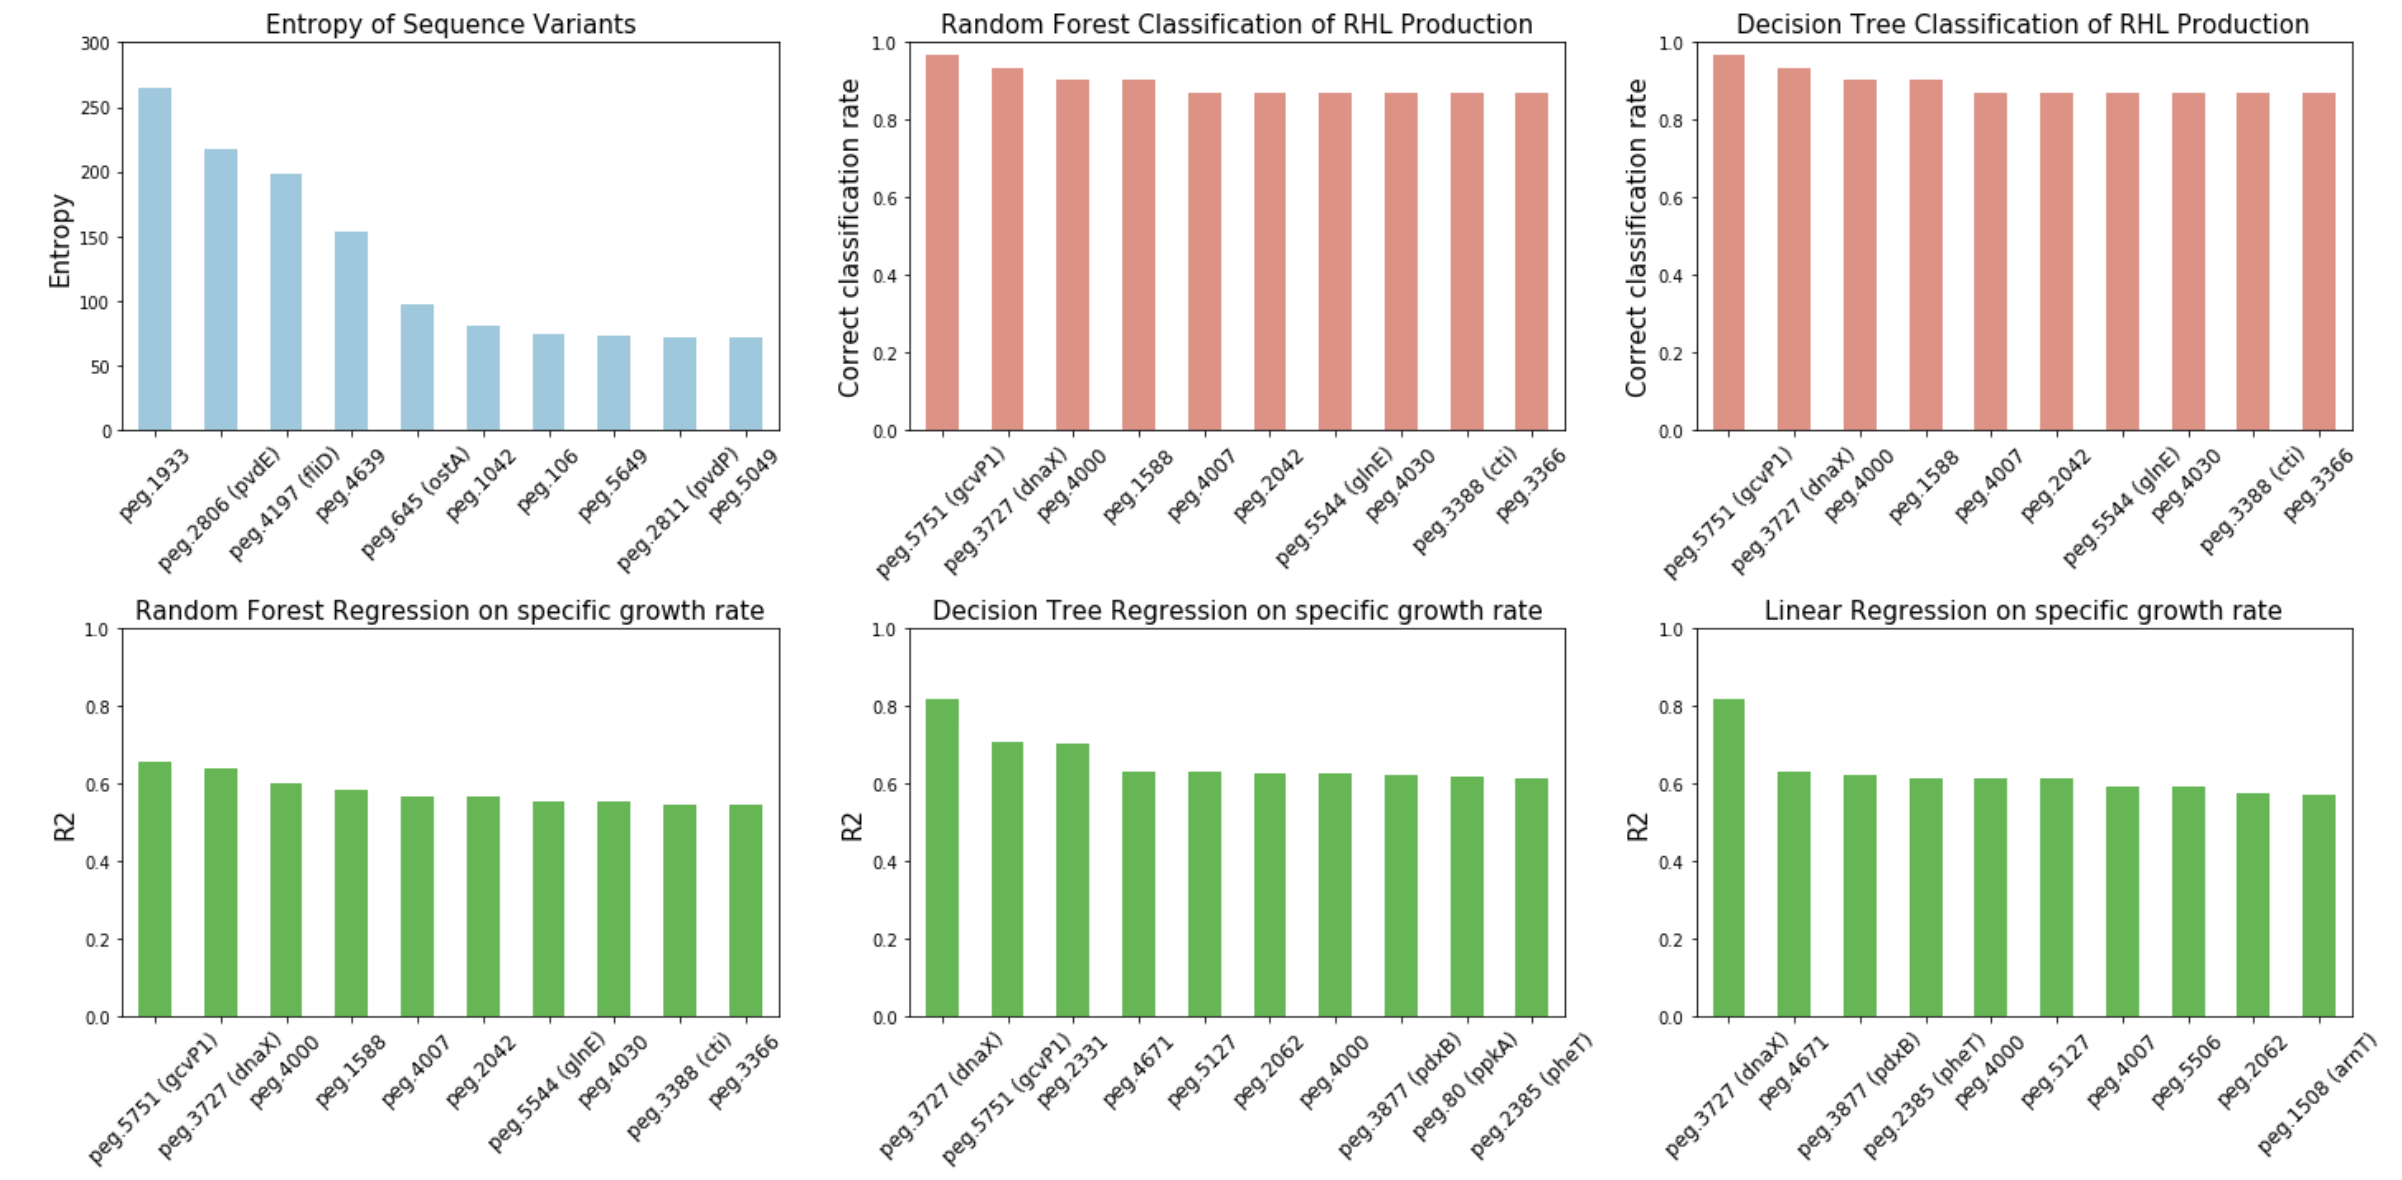 Entropy of Sequence Variants
Entropy
300
250
200
150
100
50
0
peg.1933
peg.2806 (pvdE)
peg.4197 (fliD)
peg.4639
peg.645 (ostA)
peg.1042
peg.106
peg.5649
peg.2811 (pvdP)
peg.5049
Random Forest Classification of RHL Production
Correct classification rate
1.0
0.8
0.6
0.4
0.2
0.0
peg.5751 (gcvP1)
peg.3727 (dnaX)
peg.4000
peg.1588
peg.4007
peg.2042
peg.5544 (glnE)
peg.4030
peg.3388 (cti)
peg.3366
Decision Tree Classification of RHL Production
Correct classification rate
1.0
0.8
0.6
0.4
0.2
0.0
peg.5751 (gcvP1)
peg.3727 (dnaX)
peg.4000
peg.1588
peg.4007
peg.2042
peg.5544 (glnE)
peg.4030
peg.3388 (cti)
peg.3366
Random Forest Regression on specific growth rate
R2
1.0
0.8
0.6
0.4
0.2
0.0
peg.5751 (gcvP1)
peg.3727 (dnaX)
peg.4000
peg.1588
peg.4007
peg.2042
peg.5544 (glnE)
peg.4030
peg.3388 (cti)
peg.3366
Decision Tree Regression on specific growth rate
R2
1.0
0.8
0.6
0.4
0.2
0.0
peg.3727 (dnaX)
peg.5751 (gcvP1)
peg.2331
peg.4671
peg.5127
peg.2062
peg.4000
peg.3877 (pdxB)
peg.80 (ppkA)
peg.2385 (pheT)
Linear Regression on specific growth rate
R2
1.0
0.8
0.6
0.4
0.2
0.0
peg.3727 (dnaX)
peg.4671
peg.3877 (pdxB)
peg.2385 (pheT)
peg.4000
peg.5127
peg.4007
peg.5506
peg.2062
peg.1508 (arnT)